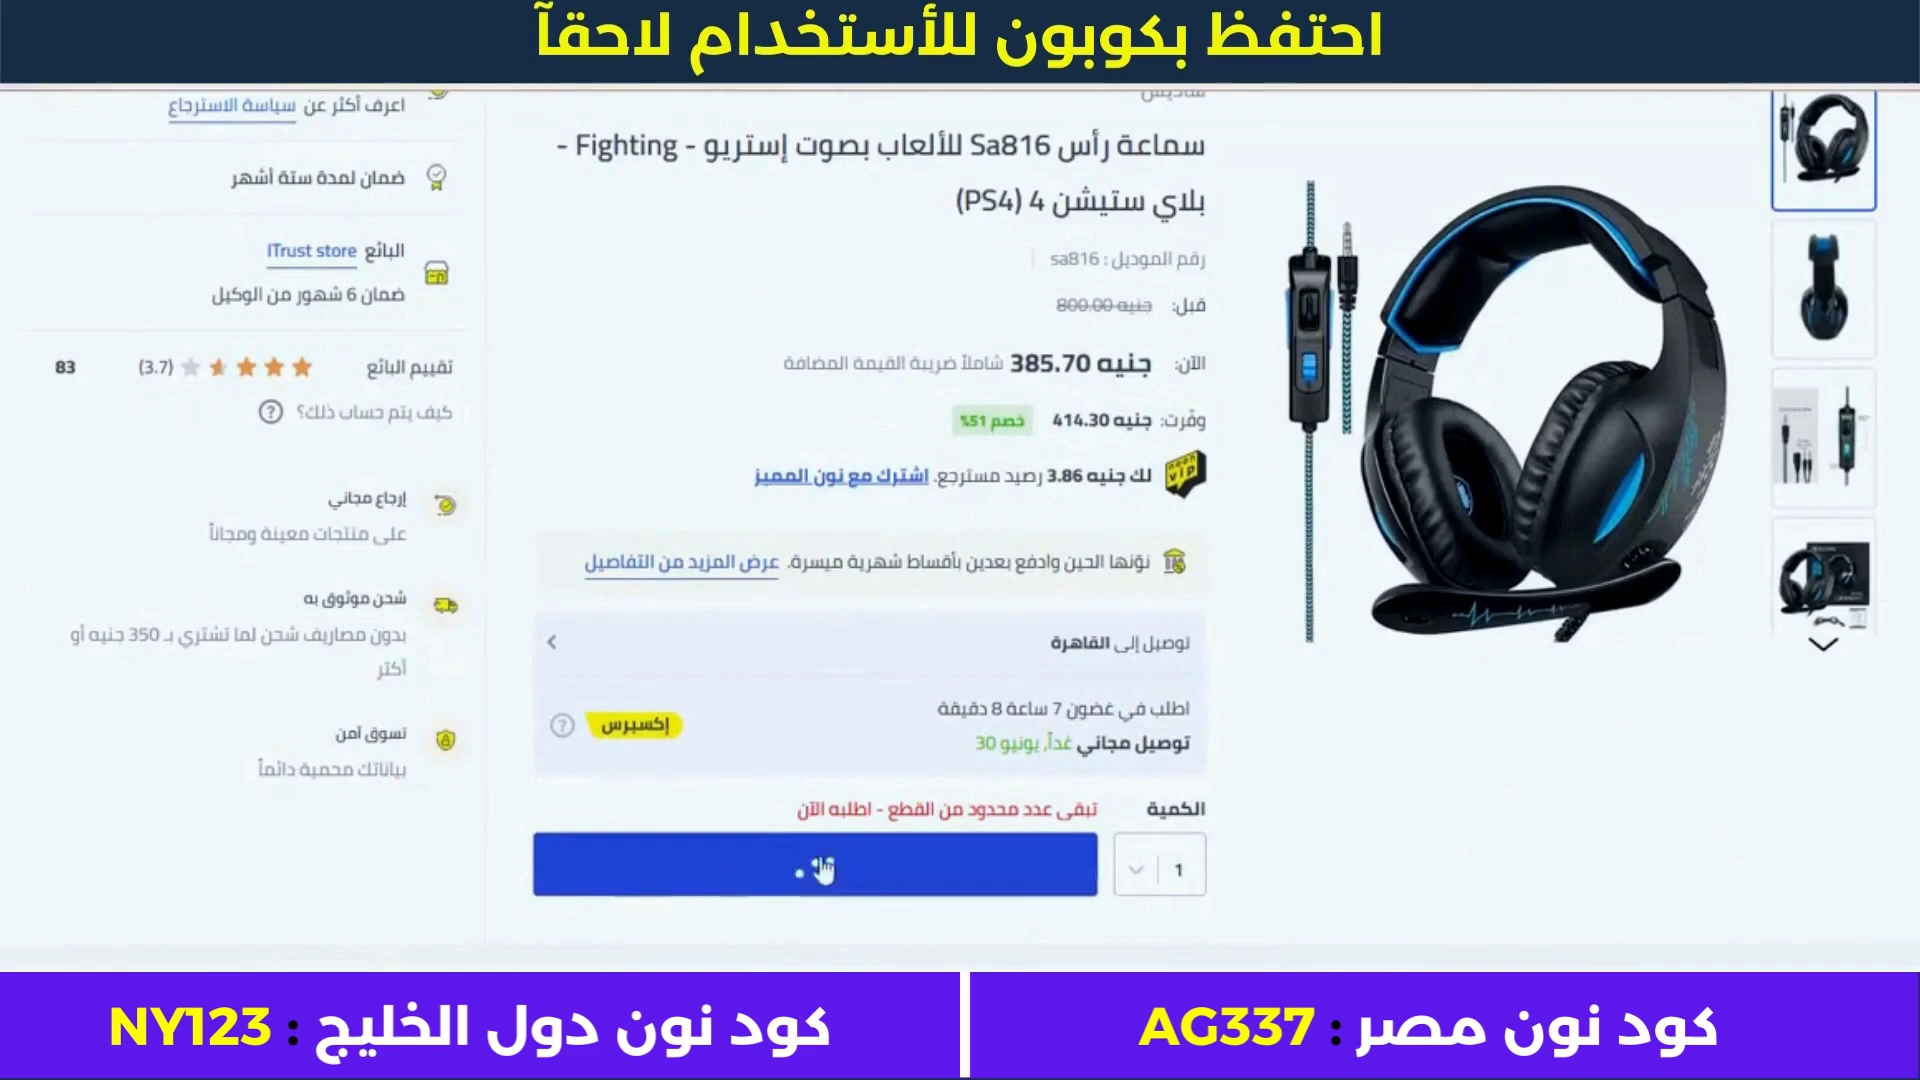 احتفظ بكوبون للأستخدام لاحقآ
ساديس
سماعة رأس Sa816 للألعاب بصوت إستريو - Fighting -
بلاي ستيشن 4 (PS4)
رقم الموديل : sa816
قبل: جنيه 800.00
الآن: جنيه 385.70 شاملاً ضريبة القيمة المضافة
وفّرت: جنيه 414.30 خصم 51%
noon vip لك جنيه 3.86 رصيد مسترجع. اشترك مع نون المميز
نوّنها الحين وادفع بعدين بأقساط شهرية ميسرة. عرض المزيد من التفاصيل
توصيل إلى القاهرة
اطلب في غضون 7 ساعة 8 دقيقة
توصيل مجاني غداً, يونيو 30
إكسبرس
الكمية تبقى عدد محدود من القطع - اطلبه الآن
1
اعرف أكثر عن سياسة الاسترجاع
ضمان لمدة ستة أشهر
البائع ITrust store
ضمان 6 شهور من الوكيل
تقييم البائع (3.7) 83
كيف يتم حساب ذلك؟
إرجاع مجاني
على منتجات معينة ومجاناً
شحن موثوق به
بدون مصاريف شحن لما تشتري بـ 350 جنيه أو
أكثر
تسوق آمن
بياناتك محمية دائماً
كود نون مصر : AG337
كود نون دول الخليج : NY123